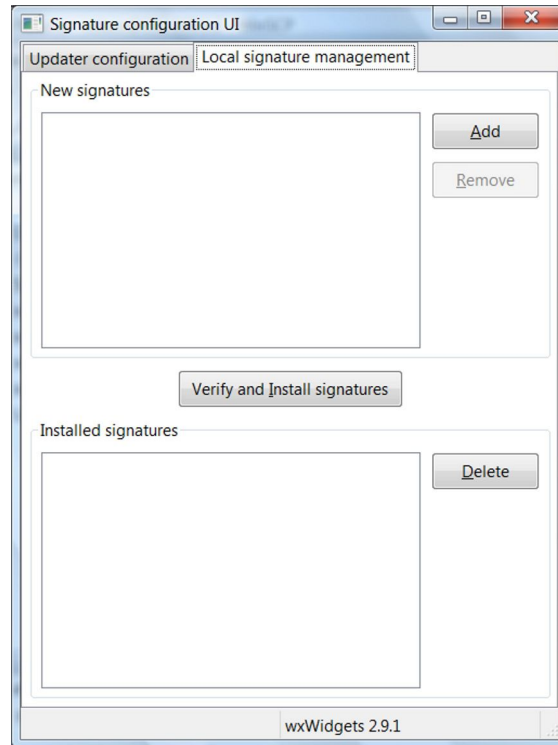 Signature configuration UI
Updater configuration Local signature management
New signatures
Add
Remove
Verify and Install signatures
Installed signatures
Delete
wxWidgets 2.9.1